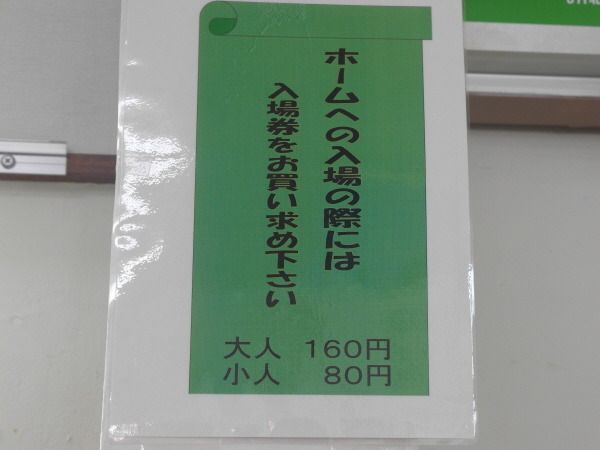 ホームへの入場の際には
入場券をお買い求め下さい
大人 160円
小人 80円